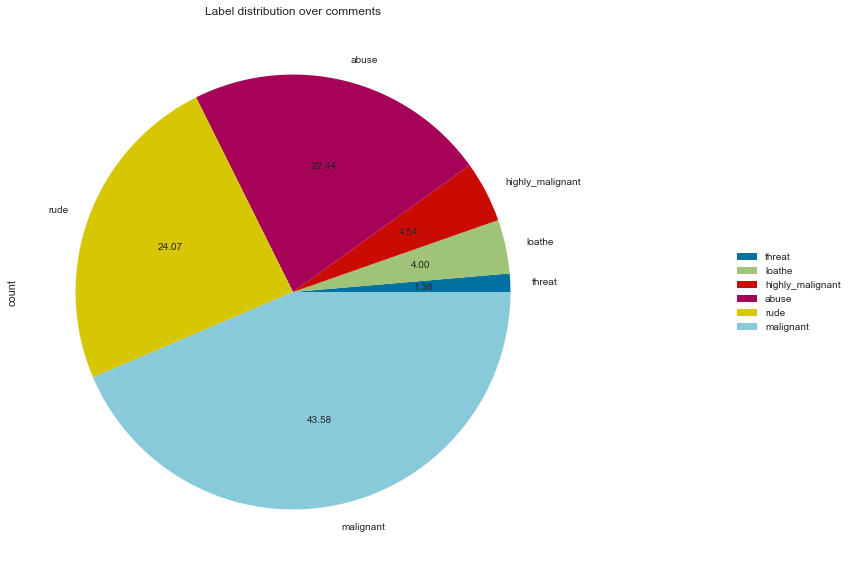 Label distribution over comments
abuse
22.44
highly_malignant
rude
4.54
loathe
24.07
4.00
threat
1.36
count
43.58
malignant
threat
loathe
highly_malignant
abuse
rude
malignant